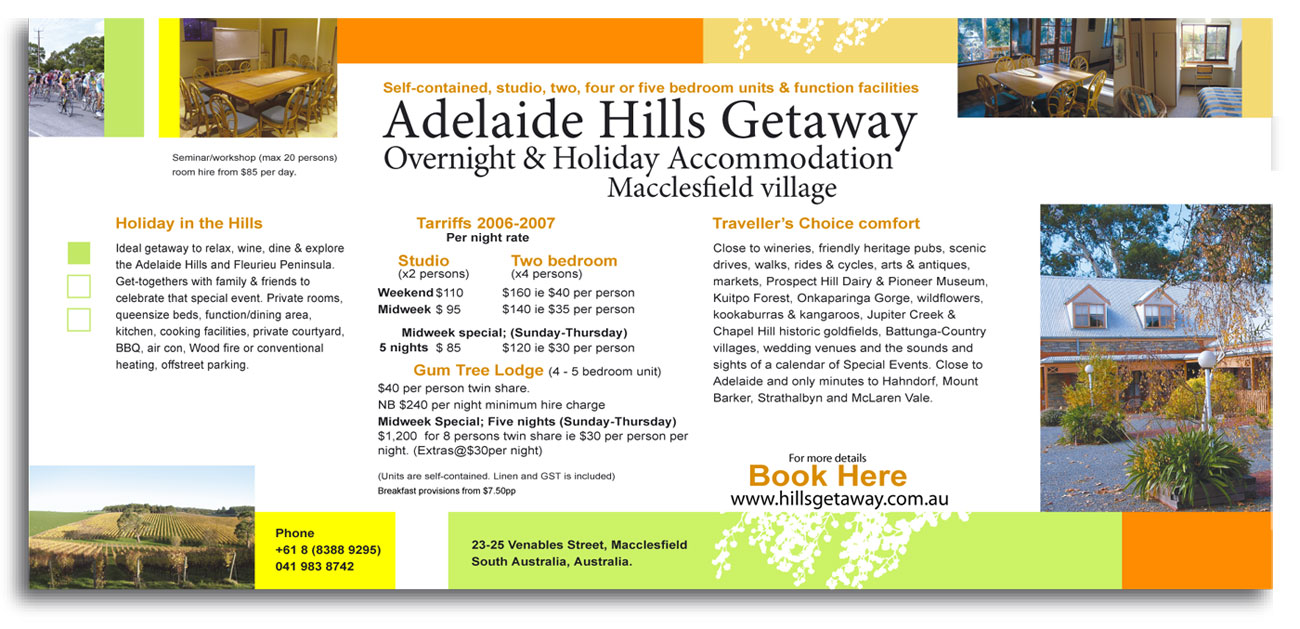 Self-contained, studio, two, four or five bedroom units & function facilities
Adelaide Hills Getaway
Overnight & Holiday Accommodation
Macclesfield village
Seminar/workshop (max 20 persons)
room hire from $85 per day.
Holiday in the Hills
Ideal getaway to relax, wine, dine & explore
the Adelaide Hills and Fleurieu Peninsula.
Get-togethers with family & friends to
celebrate that special event. Private rooms,
queensize beds, function/dining area,
kitchen, cooking facilities, private courtyard,
BBQ, air con, Wood fire or conventional
heating, offstreet parking.
Tarriffs 2006-2007
Per night rate
Studio Two bedroom
(x2 persons) (x4 persons)
Weekend $110 $160 ie $40 per person
Midweek $ 95 $140 ie $35 per person
Midweek special; (Sunday-Thursday)
5 nights $ 85 $120 ie $30 per person
Gum Tree Lodge (4 - 5 bedroom unit)
$40 per person twin share.
NB $240 per night minimum hire charge
Midweek Special; Five nights (Sunday-Thursday)
$1,200 for 8 persons twin share ie $30 per person per
night. (Extras@$30per night)
(Units are self-contained. Linen and GST is included)
Breakfast provisions from $7.50pp
Traveller's Choice comfort
Close to wineries, friendly heritage pubs, scenic
drives, walks, rides & cycles, arts & antiques,
markets, Prospect Hill Dairy & Pioneer Museum,
Kuitpo Forest, Onkaparinga Gorge, wildflowers,
kookaburras & kangaroos, Jupiter Creek &
Chapel Hill historic goldfields, Battunga-Country
villages, wedding venues and the sounds and
sights of a calendar of Special Events. Close to
Adelaide and only minutes to Hahndorf, Mount
Barker, Strathalbyn and McLaren Vale.
For more details
Book Here
www.hillsgetaway.com.au
Phone
+61 8 (8388 9295)
041 983 8742
23-25 Venables Street, Macclesfield
South Australia, Australia.